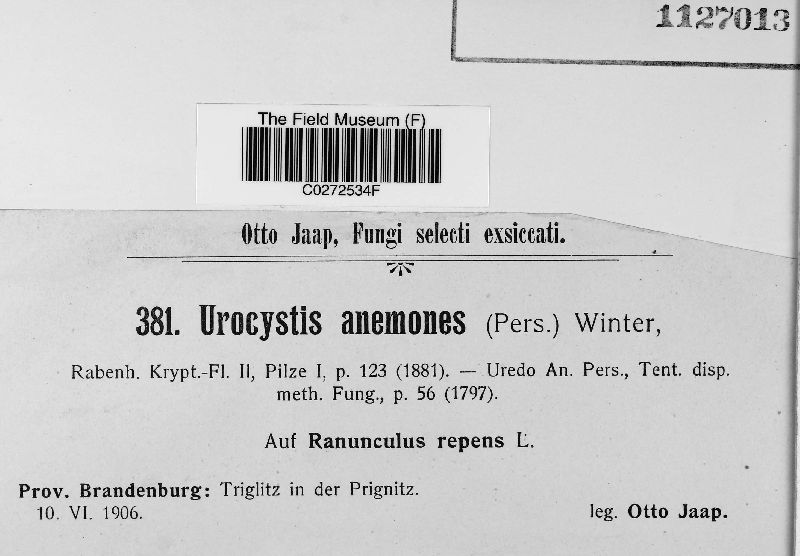 1127013
The Field Museum (F)
C0272534F
Otto Jaap, Fungi selecti exsiccati.
381. Urocystis anemones (Pers.) Winter,
Rabenh. Krypt.-Fl. II, Pilze I, p. 123 (1881). — Uredo An. Pers., Tent. disp.
meth. Fung., p. 56 (1797).
Auf Ranunculus repens L.
Prov. Brandenburg: Triglitz in der Prignitz.
10. VI. 1906. leg. Otto Jaap.